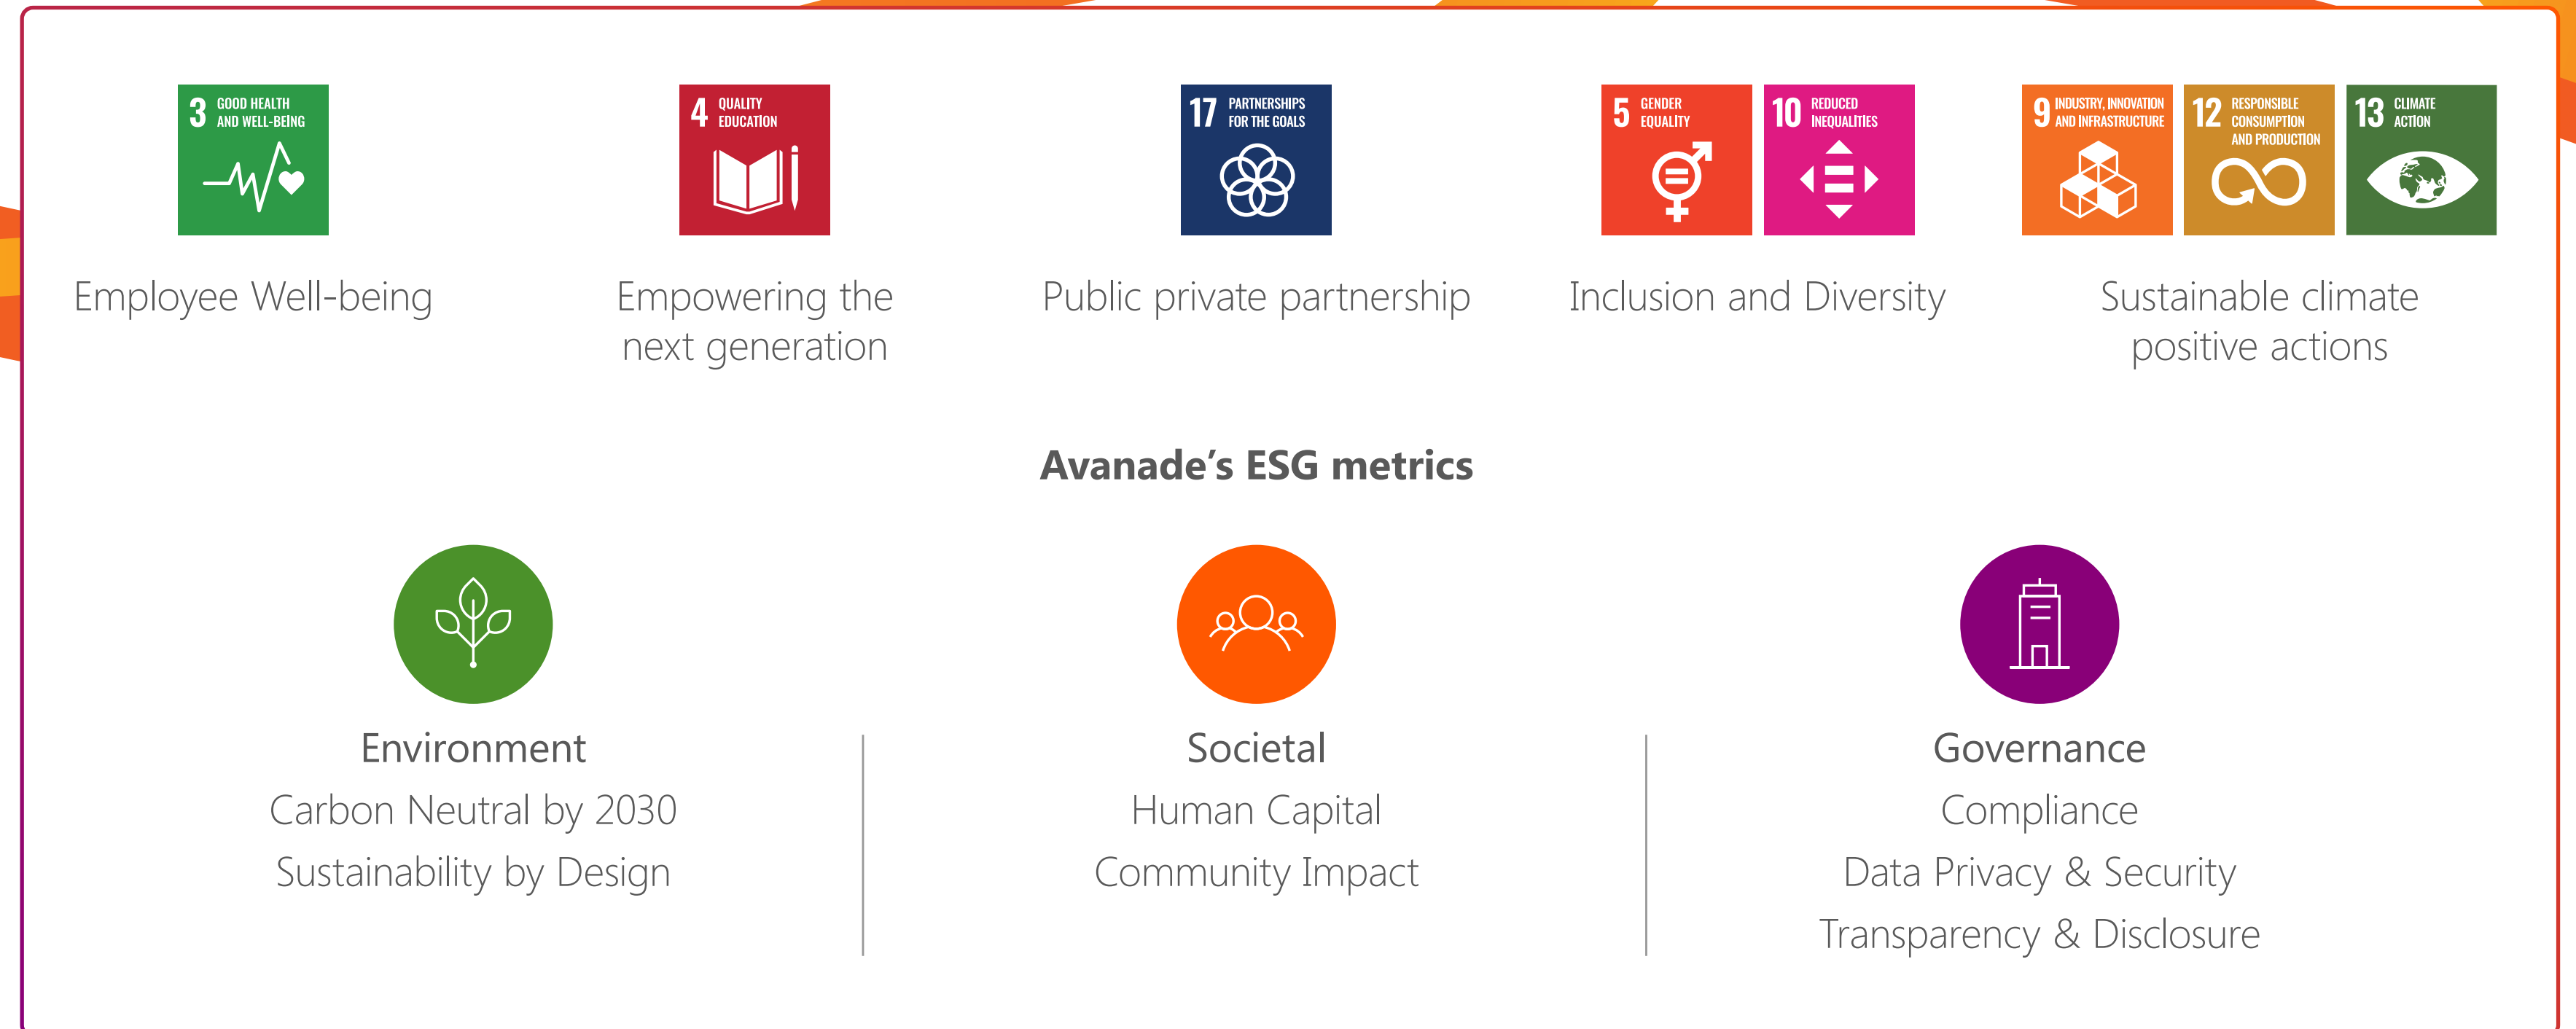 3 GOOD HEALTH
AND WELL-BEING
4 QUALITY
EDUCATION
17 PARTNERSHIPS
FOR THE GOALS
5 GENDER
EQUALITY
10 REDUCED
INEQUALITIES
9 INDUSTRY, INNOVATION
AND INFRASTRUCTURE
12 RESPONSIBLE
CONSUMPTION
AND PRODUCTION
13 CLIMATE
ACTION
Employee Well-being
Empowering the
next generation
Public private partnership
Inclusion and Diversity
Sustainable climate
positive actions
Avanade’s ESG metrics
Environment
Carbon Neutral by 2030
Sustainability by Design
Societal
Human Capital
Community Impact
Governance
Compliance
Data Privacy & Security
Transparency & Disclosure